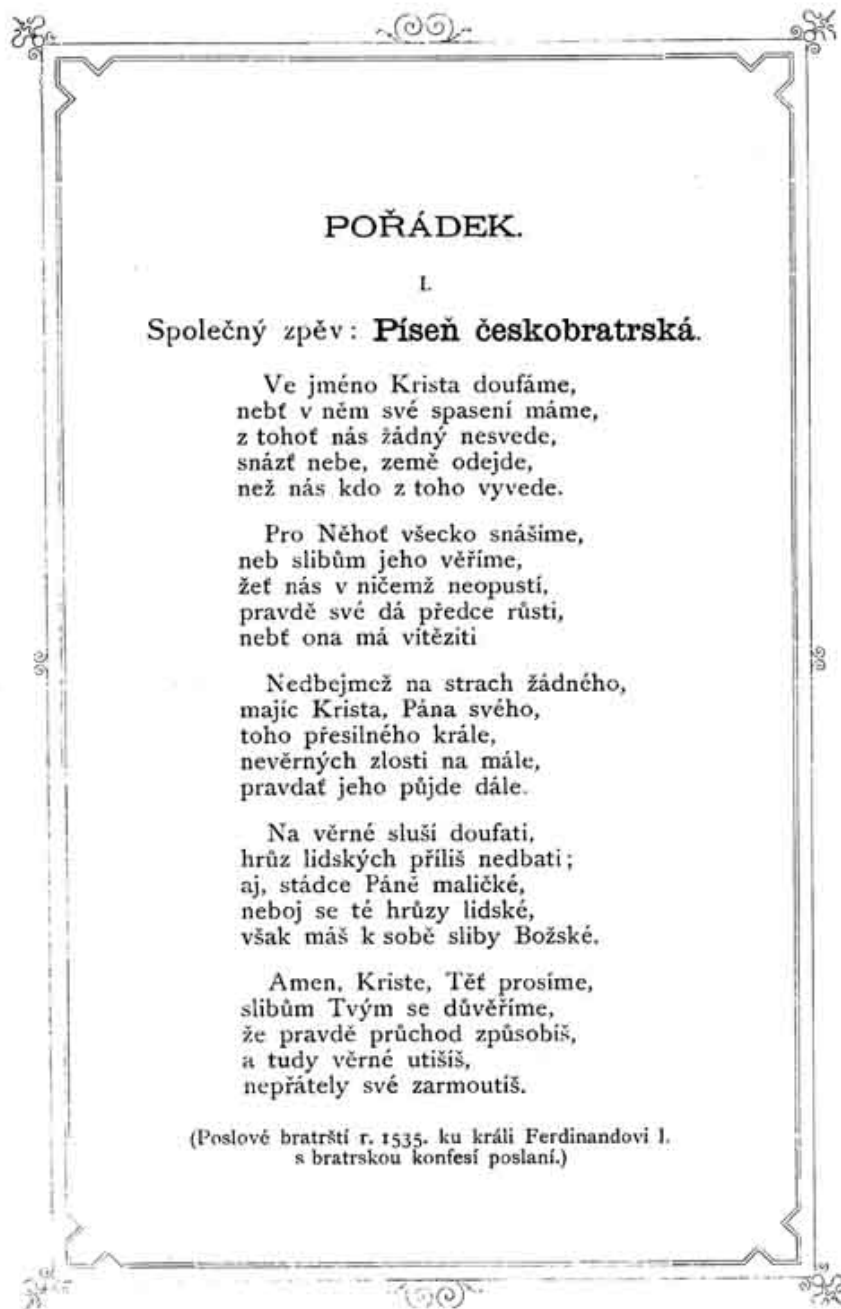 POŘÁDEK.
I.
Společný zpěv: Píseň českobratrská.
Ve jméno Krista doufáme,
nebť v něm své spasení máme,
z tohoť nás žádný nesvede,
snázť nebe, země odejde,
než nás kdo z toho vyvede.
Pro Něhoť všecko snášíme,
neb slibům jeho věříme,
žeť nás v ničemž neopustí,
pravdě své dá předce růsti,
nebť ona má vítěziti
Nedbejmež na strach žádného,
majíc Krista, Pána svého,
toho přesilného krále,
nevěrných zlosti na mále,
pravdať jeho půjde dále.
Na věrné sluší doufati,
hrůz lidských příliš nedbati;
aj, stádce Páně maličké,
neboj se té hrůzy lidské,
však máš k sobě sliby Božské.
Amen, Kriste, Těť prosíme,
slibům Tvým se důvěříme,
že pravdě průchod způsobíš,
a tudy věrné utišíš,
nepřátely své zarmoutíš.
(Poslové bratrští r. 1535. ku králi Ferdinandovi I.
s bratrskou konfesí poslaní.)